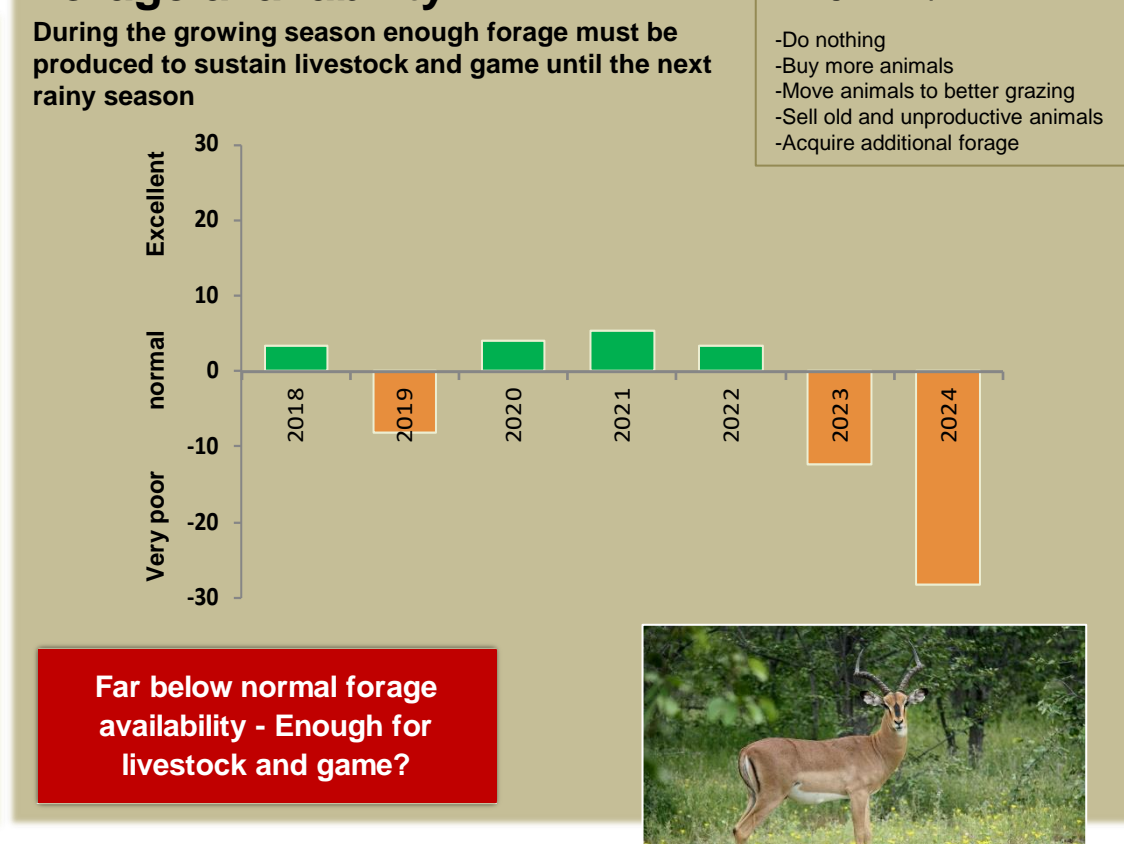 During the growing season enough forage must be
produced to sustain livestock and game until the next
rainy season
-Do nothing
-Buy more animals
-Move animals to better grazing
-Sell old and unproductive animals
-Acquire additional forage
Excellent
normal
Very poor
30
20
10
0
-10
-20
-30
2018
2019
2020
2021
2022
2023
2024
Far below normal forage
availability - Enough for
livestock and game?